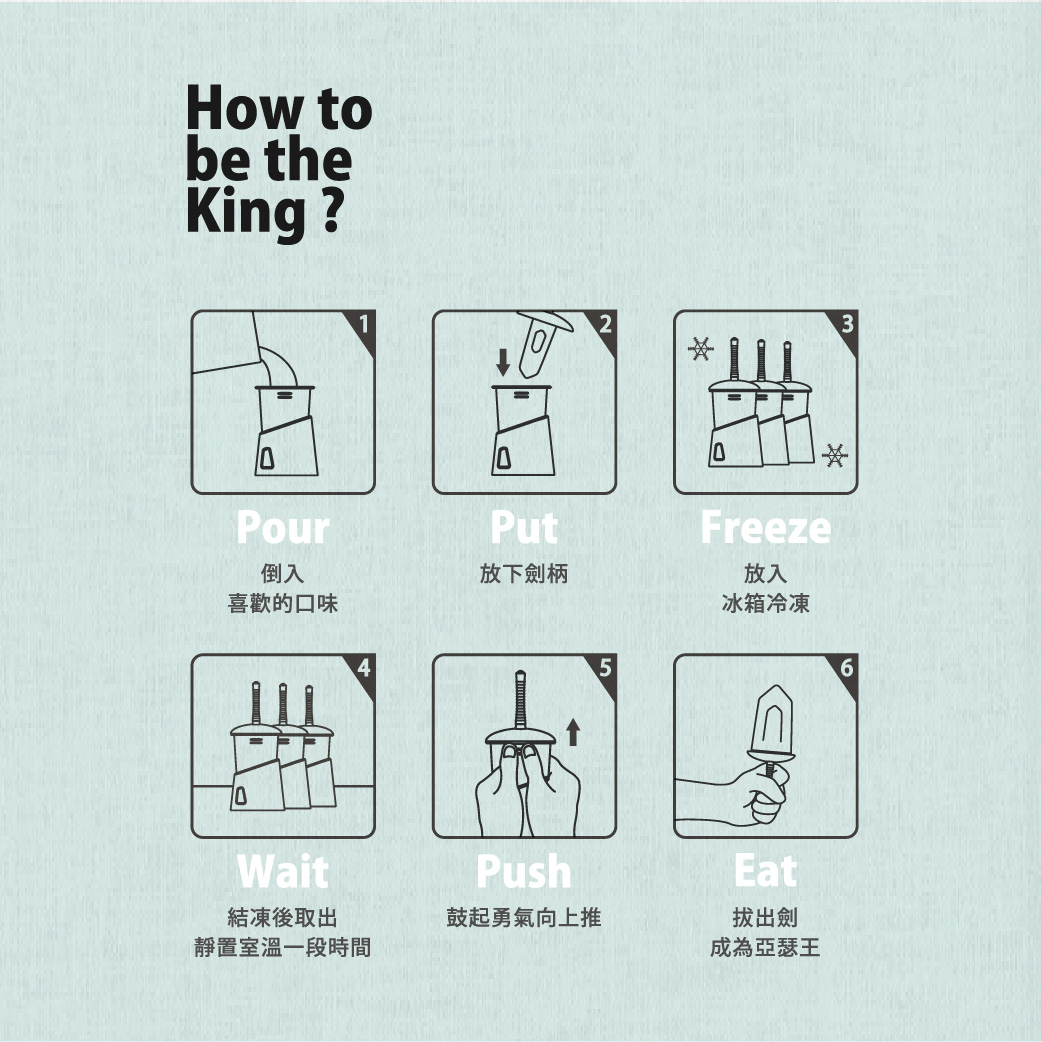 How to
be the
King ?
1
Pour
倒入
喜歡的口味
2
Put
放下劍柄
3
Freeze
放入
冰箱冷凍
4
Wait
結凍後取出
靜置室溫一段時間
5
Push
鼓起勇氣向上推
6
Eat
拔出劍
成為亞瑟王